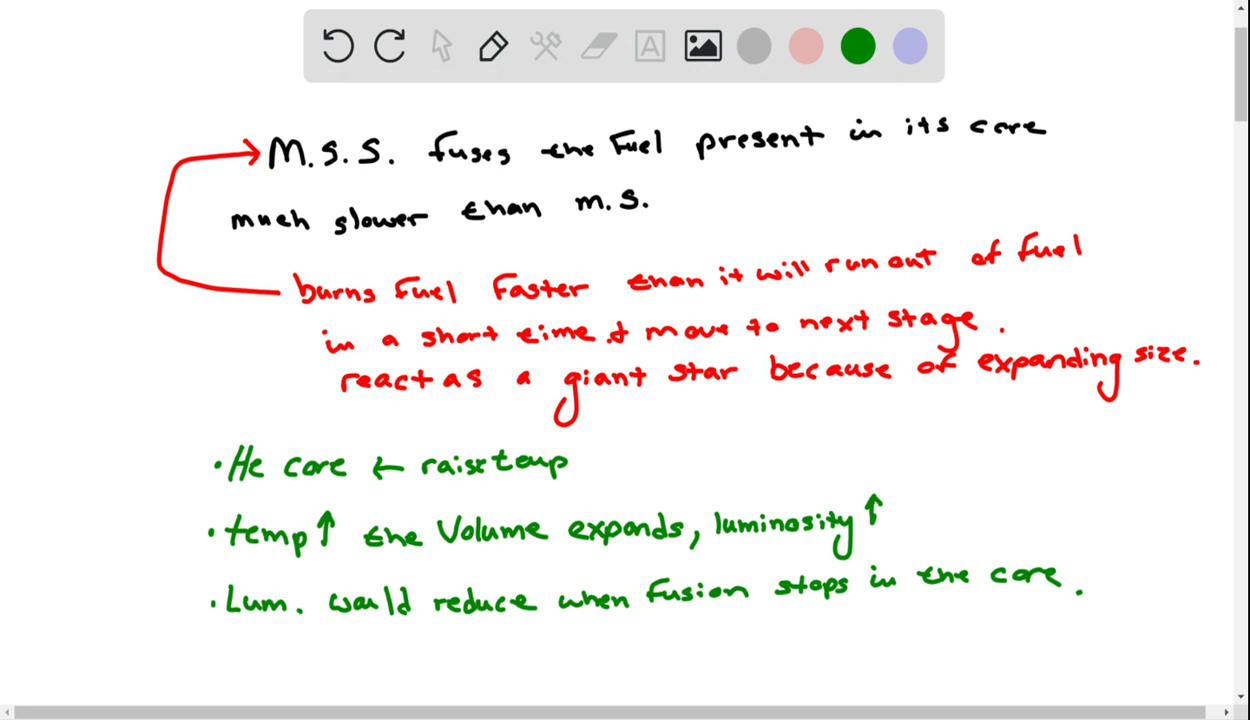 A
M.S.S. fuses the fuel present in its core
much slower than m.s.
burns fuel faster than it will run out of fuel
in a short time & move to next stage.
react as a giant star because of expanding size.
• He core ← raise temp
• temp ↑ the Volume expands, luminosity ↑
• Lum. would reduce when fusion stops in the core.